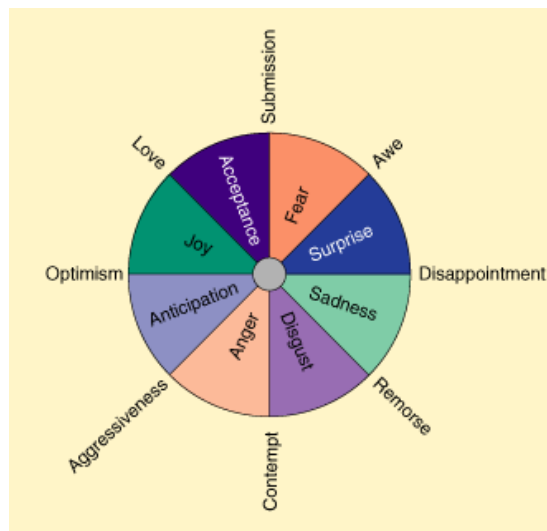 Submission
Love
Awe
Acceptance
Fear
Joy
Surprise
Optimism
Disappointment
Anticipation
Sadness
Anger
Disgust
Aggressiveness
Remorse
Contempt